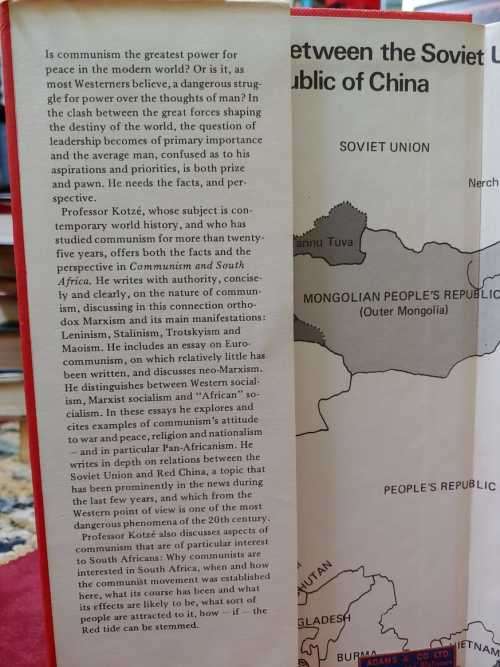 Is communism the greatest power for
peace in the modern world? Or is it, as
most Westerners believe, a dangerous strug-
gle for power over the thoughts of man? In
the clash between the great forces shaping
the destiny of the world, the question of
leadership becomes of primary importance
and the average man, confused as to his
aspirations and priorities, is both prize
and pawn. He needs the facts, and per-
spective.
Professor Kotzé, whose subject is con-
temporary world history, and who has
studied communism for more than twenty-
five years, offers both the facts and the
perspective in Communism and South
Africa. He writes with authority, concise-
ly and clearly, on the nature of commun-
ism, discussing in this connection ortho-
dox Marxism and its main manifestations:
Leninism, Stalinism, Trotskyism and
Maoism. He includes an essay on Euro-
communism, on which relatively little has
been written, and discusses neo-Marxism.
He distinguishes between Western social-
ism, Marxist socialism and "African" so-
cialism. In these essays he explores and
cites examples of communism's attitude
to war and peace, religion and nationalism
— and in particular Pan-Africanism. He
writes in depth on relations between the
Soviet Union and Red China, a topic that
has been prominently in the news during
the last few years, and which from the
Western point of view is one of the most
dangerous phenomena of the 20th century.
Professor Kotzé also discusses aspects of
communism that are of particular interest
to South Africans: Why communists are
interested in South Africa, when and how
the communist movement was established
here, what its course has been and what
its effects are likely to be, what sort of
people are attracted to it, how — if — the
Red tide can be stemmed.
etween the Soviet U
ublic of China
SOVIET UNION
Nerch
annu Tuva
MONGOLIAN PEOPLE'S REPUBLIC
(Outer Mongolia)
PEOPLE'S REPUBLIC
HUTAN
GLADESH
BURMA
VIETNAM
ADAMS & CO LTD